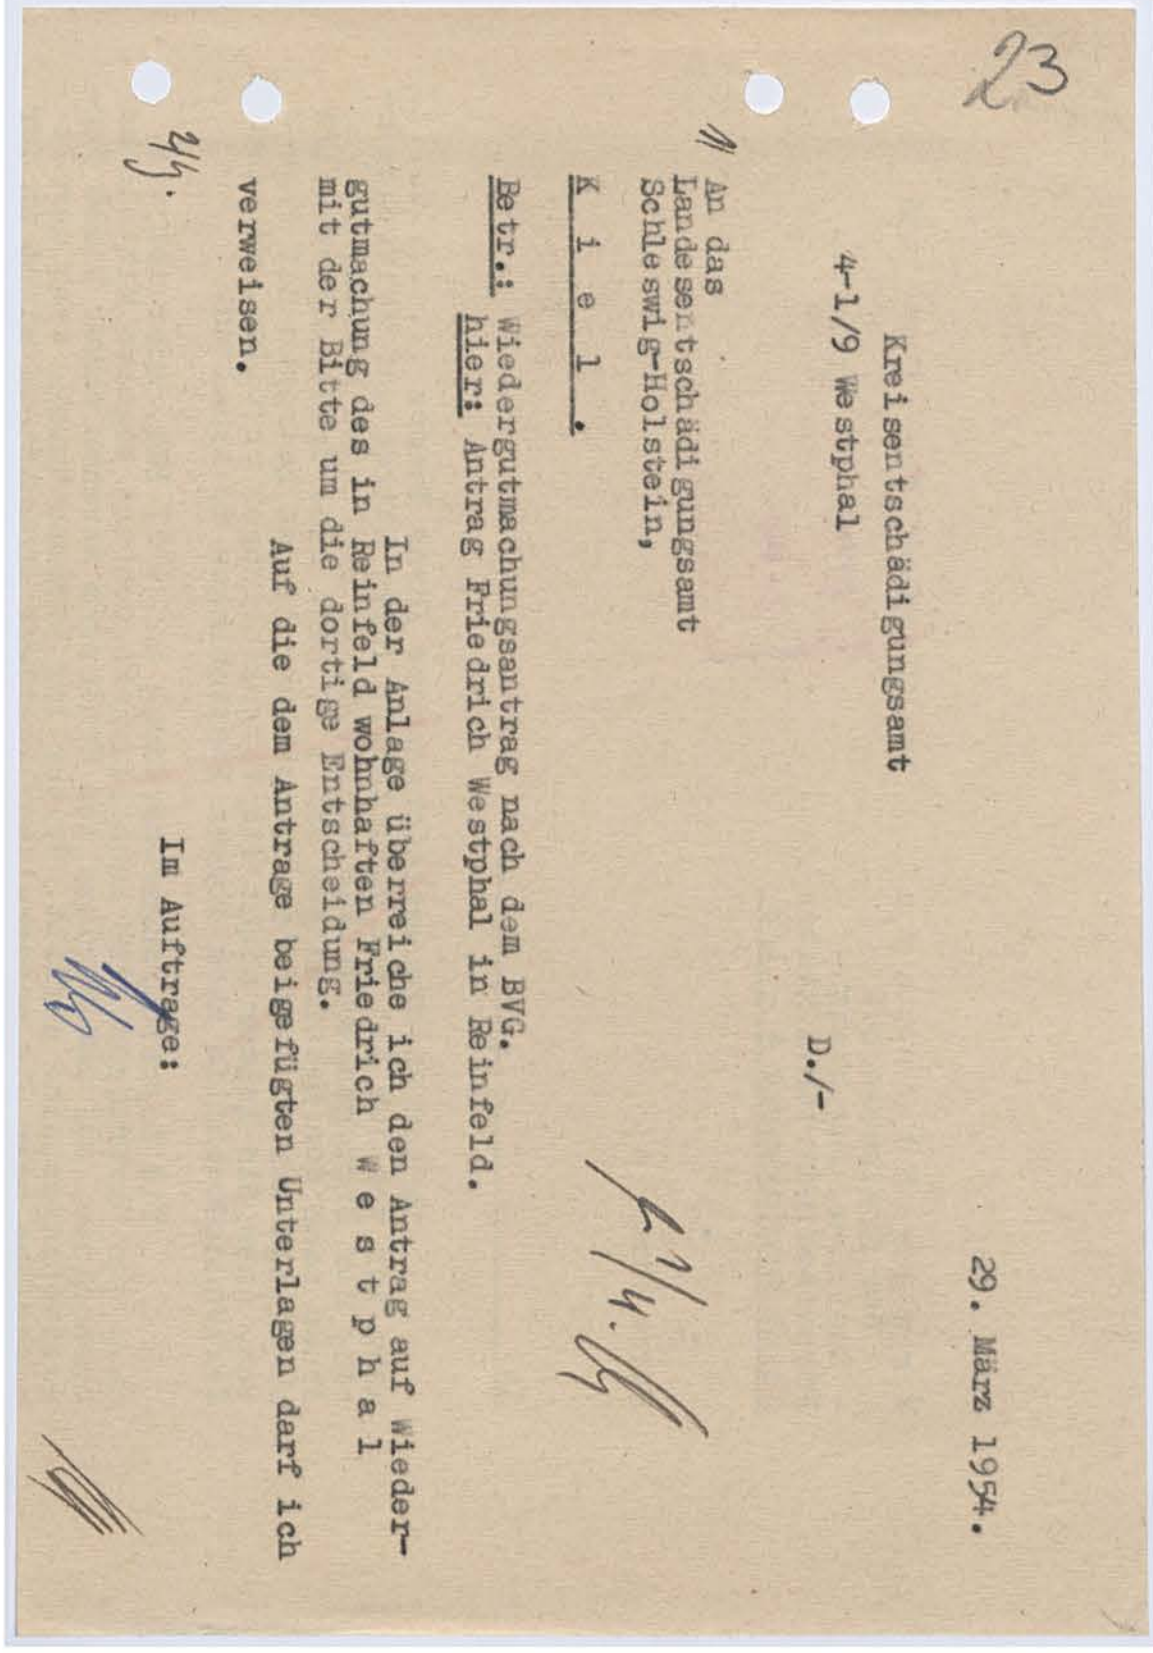 23
29. März 1954.
Kreisentschädigungsamt
4-1/9 Westphal
D./-
1/
An das
Landesentschädigungsamt
Schleswig-Holstein,
K i e l .
Betr.: Wiedergutmachungsantrag nach dem BVG.
hier: Antrag Friedrich Westphal in Reinfeld.
In der Anlage überreiche ich den Antrag auf Wieder-
gutmachung des in Reinfeld wohnhaften Friedrich W e s t p h a l
mit der Bitte um die dortige Entscheidung.
Auf die dem Antrage beigefügten Unterlagen darf ich
verweisen.
Im Auftrage: